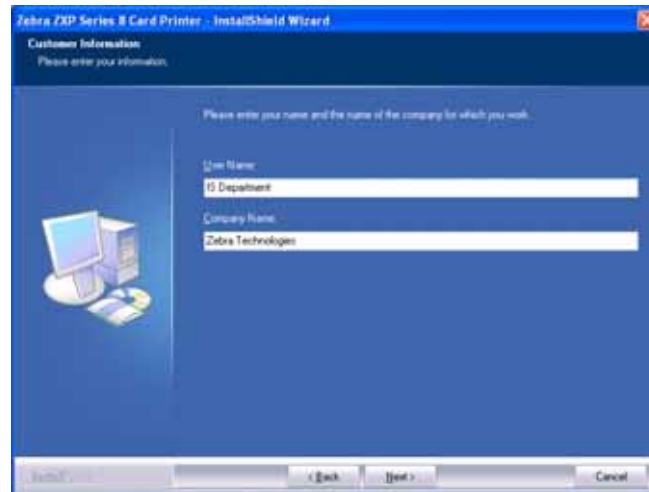 Zebra ZXP Series 8 Card Printer - InstallShield Wizard
Customer Information
Please enter your information.
Please enter your name and the name of the company for which you work.
User Name:
IS Department
Company Name:
Zebra Technologies
< Back
Next >
Cancel